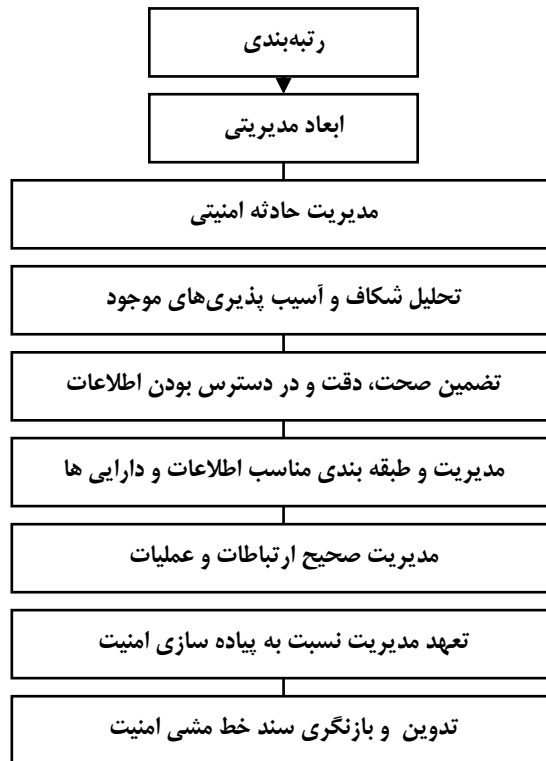 رتبه‌بندی
ابعاد مدیریتی
مدیریت حادثه امنیتی
تحلیل شکاف و آسیب پذیری‌های موجود
تضمین صحت، دقت و در دسترس بودن اطلاعات
مدیریت و طبقه بندی مناسب اطلاعات و دارایی ها
مدیریت صحیح ارتباطات و عملیات
تعهد مدیریت نسبت به پیاده سازی امنیت
تدوین و بازنگری سند خط مشی امنیت